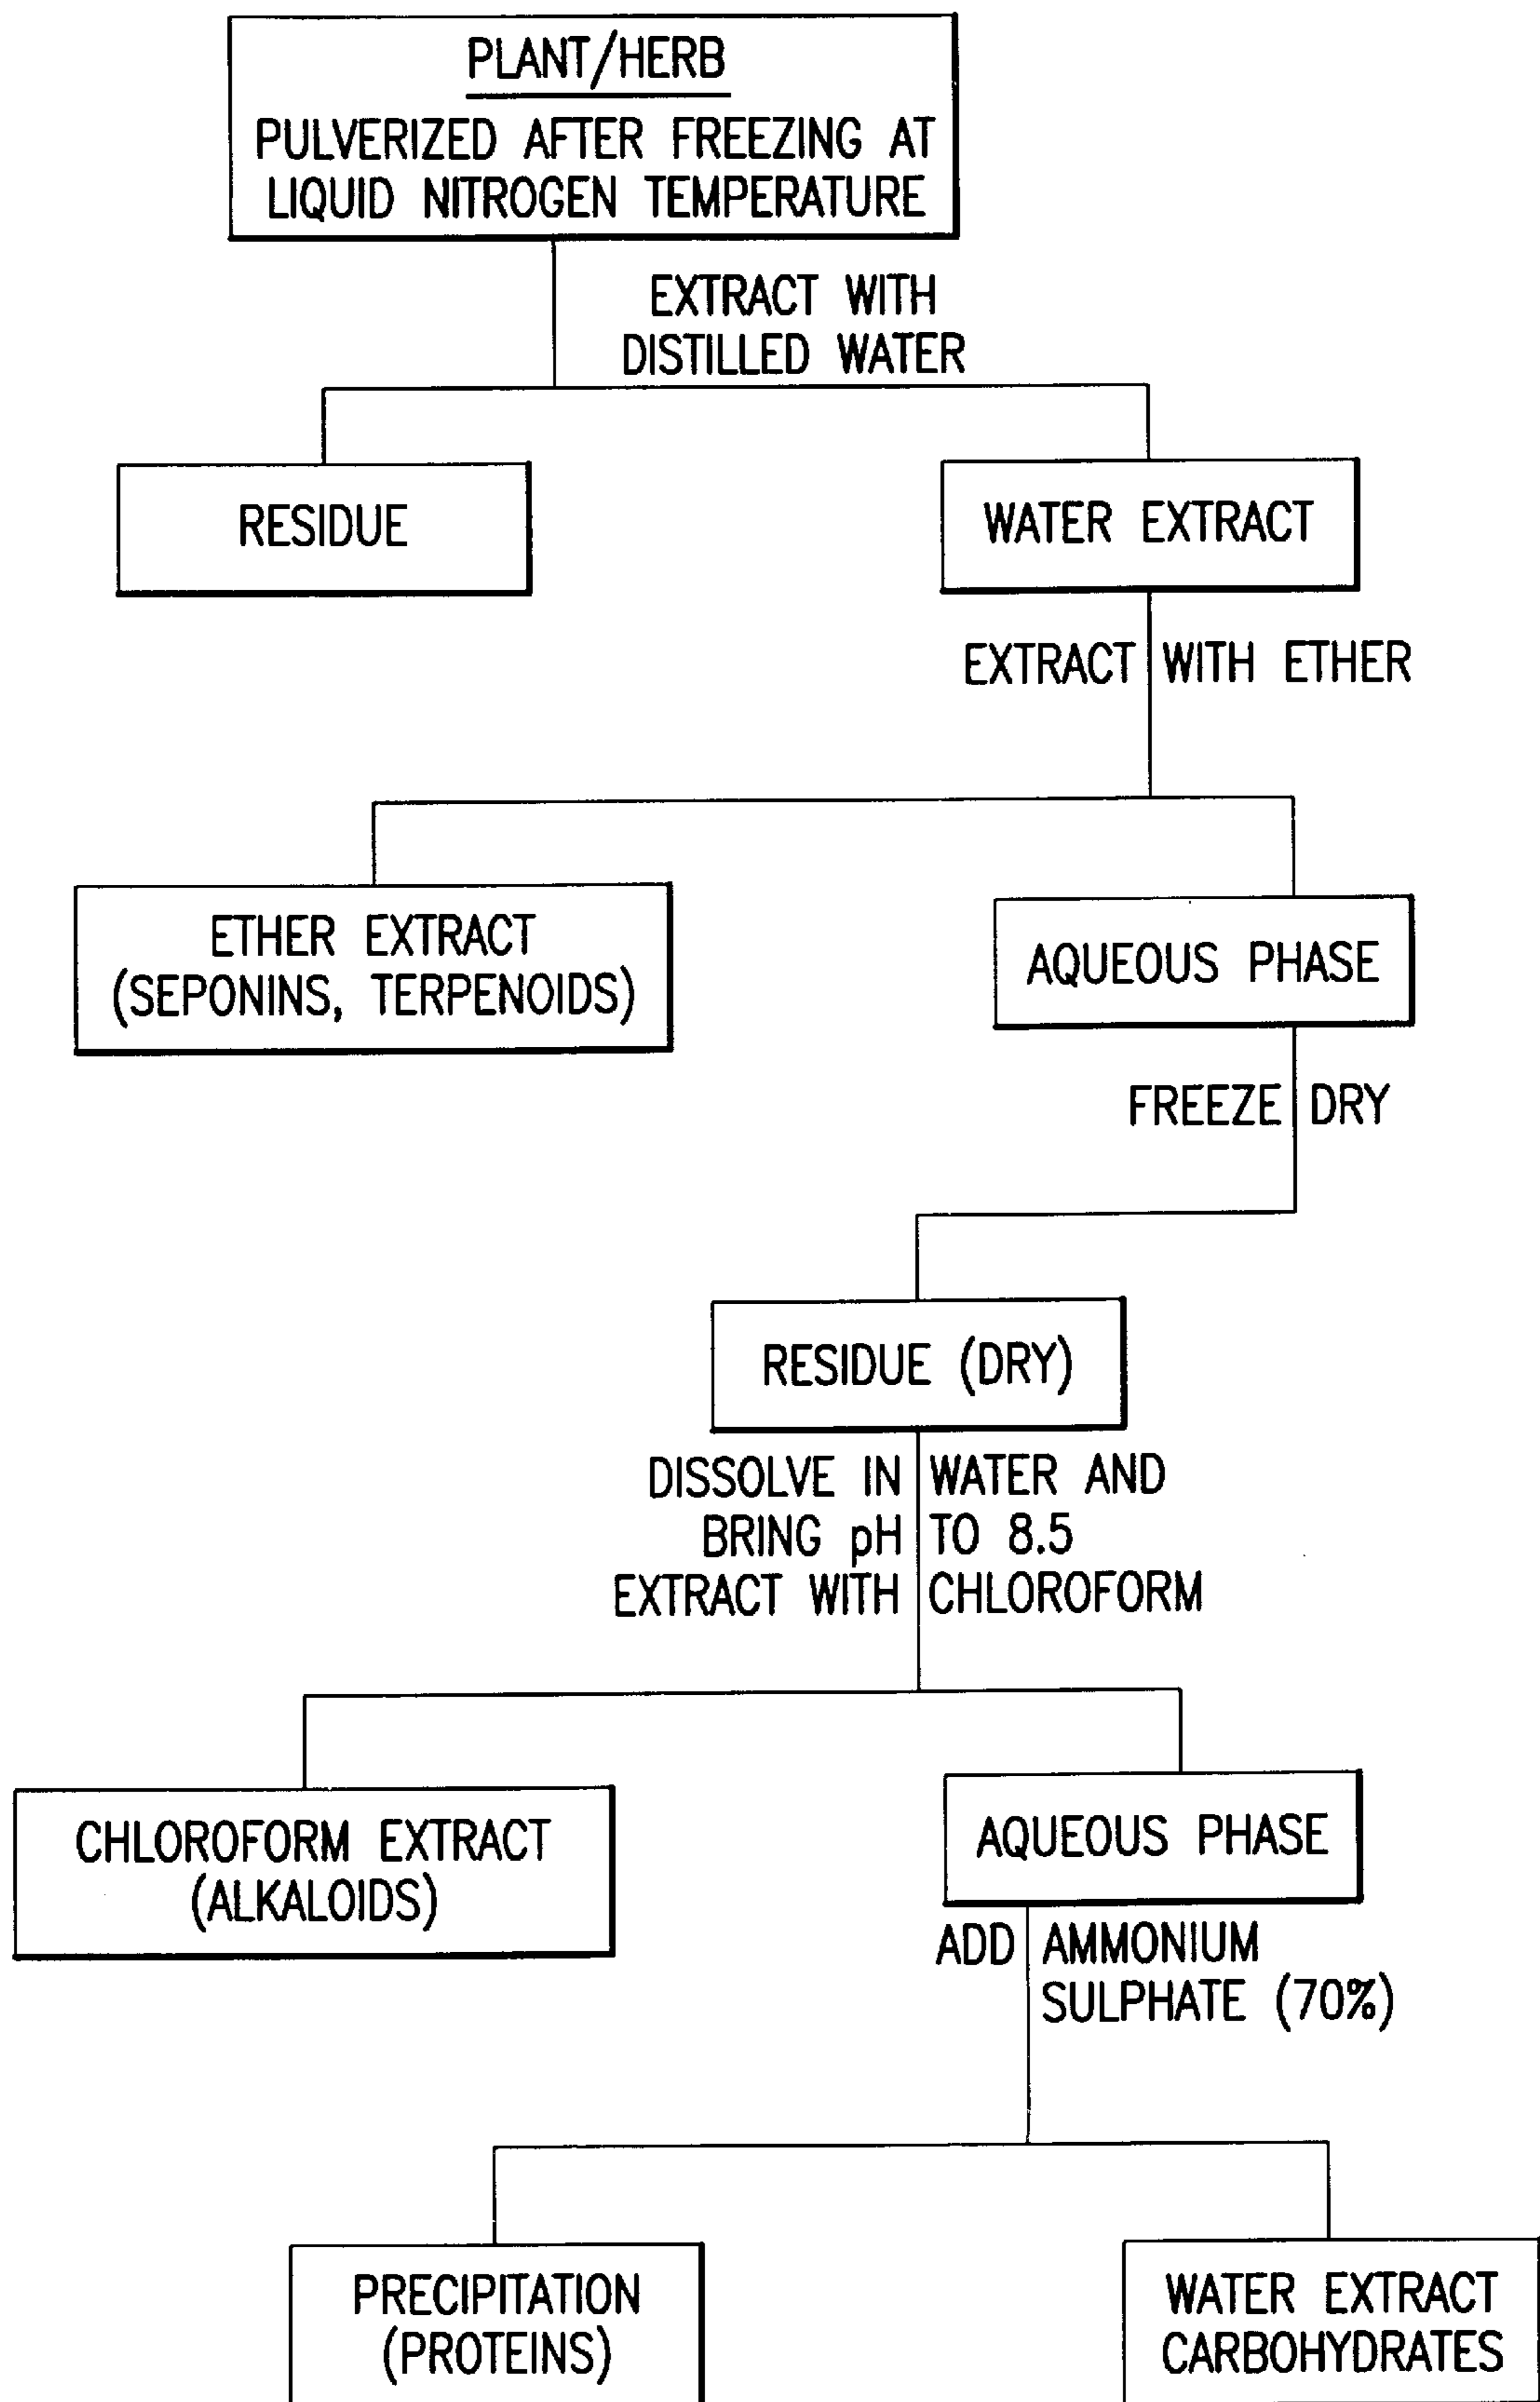 PLANT/HERB
PULVERIZED AFTER FREEZING AT
LIQUID NITROGEN TEMPERATURE
EXTRACT WITH
DISTILLED WATER
RESIDUE
WATER EXTRACT
EXTRACT WITH ETHER
ETHER EXTRACT
(SEPONINS, TERPENOIDS)
AQUEOUS PHASE
FREEZE DRY
RESIDUE (DRY)
DISSOLVE IN WATER AND
BRING pH TO 8.5
EXTRACT WITH CHLOROFORM
CHLOROFORM EXTRACT
(ALKALOIDS)
AQUEOUS PHASE
ADD AMMONIUM
SULPHATE (70%)
PRECIPITATION
(PROTEINS)
WATER EXTRACT
CARBOHYDRATES